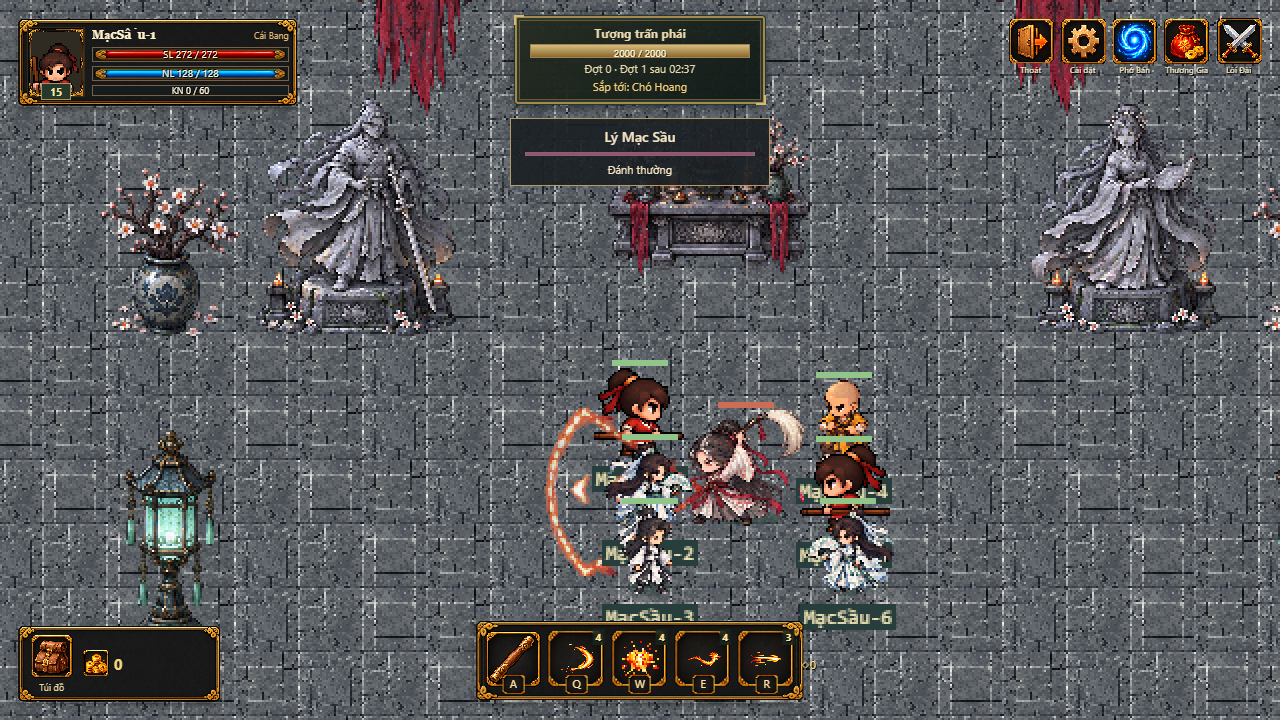 MạcSầu-1
Cái Bang
SL 272 / 272
NL 128 / 128
KN 0 / 60
15
Tượng trấn phái
2000 / 2000
Đợt 0 · Đợt 1 sau 02:37
Sắp tới: Chó Hoang
Thoát
Cài đặt
Phó Bản
Thương Gia
Lôi Đài
Lý Mạc Sầu
Đánh thường
MạcSầu-3
MạcSầu-6
Túi đồ
0
A
4
Q
4
W
4
E
3
R